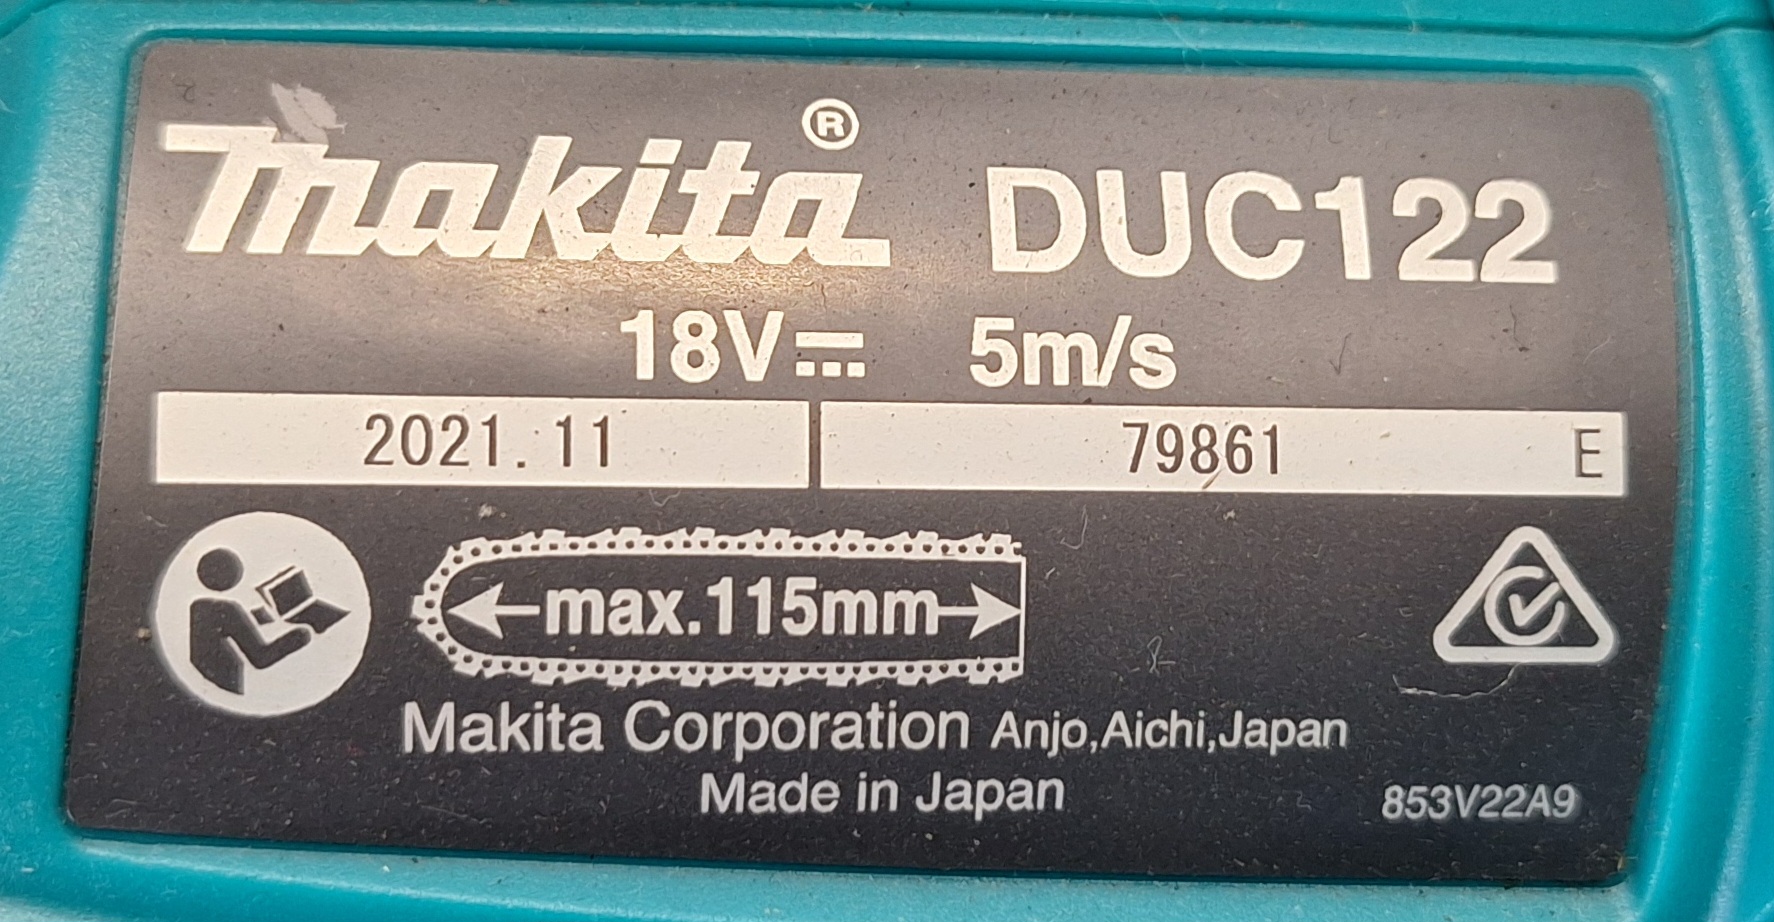 makita® DUC122
18V 5m/s
2021.11 79861 E
max.115mm
Makita Corporation Anjo,Aichi,Japan
Made in Japan 853V22A9